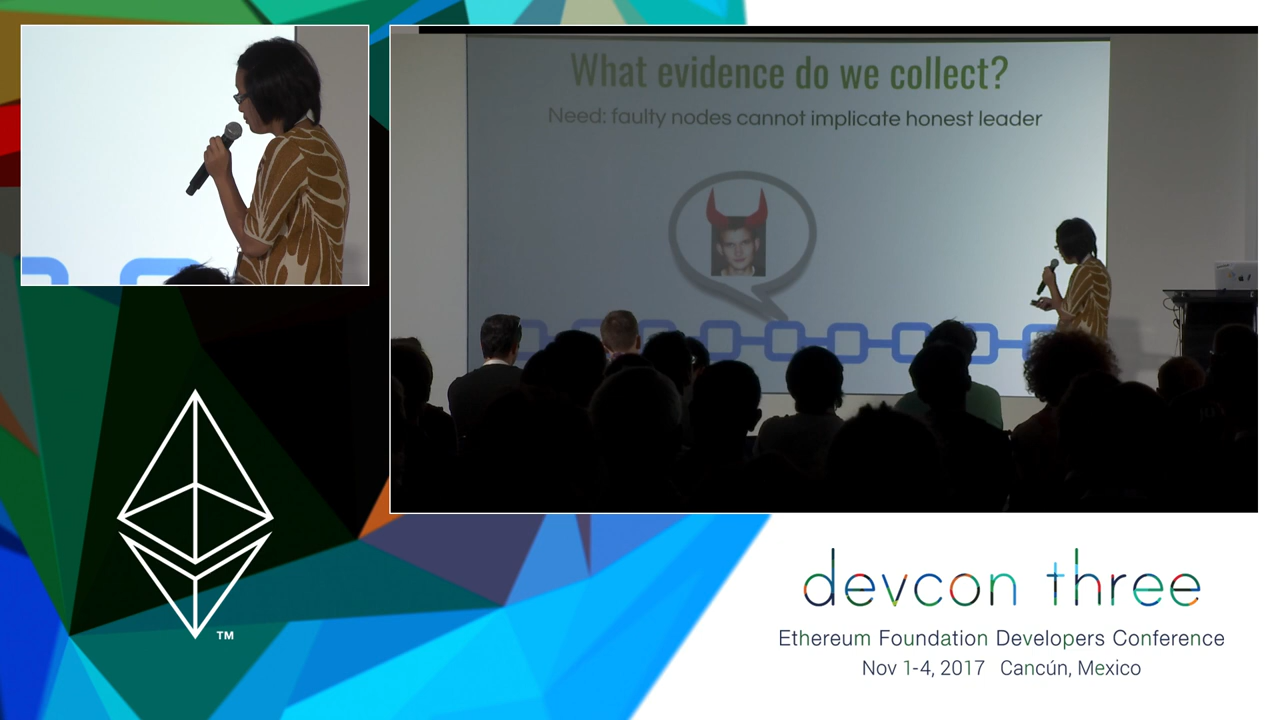 What evidence do we collect?
Need: faulty nodes cannot implicate honest leader
TM
devcon three
Ethereum Foundation Developers Conference
Nov 1-4, 2017 Cancún, Mexico